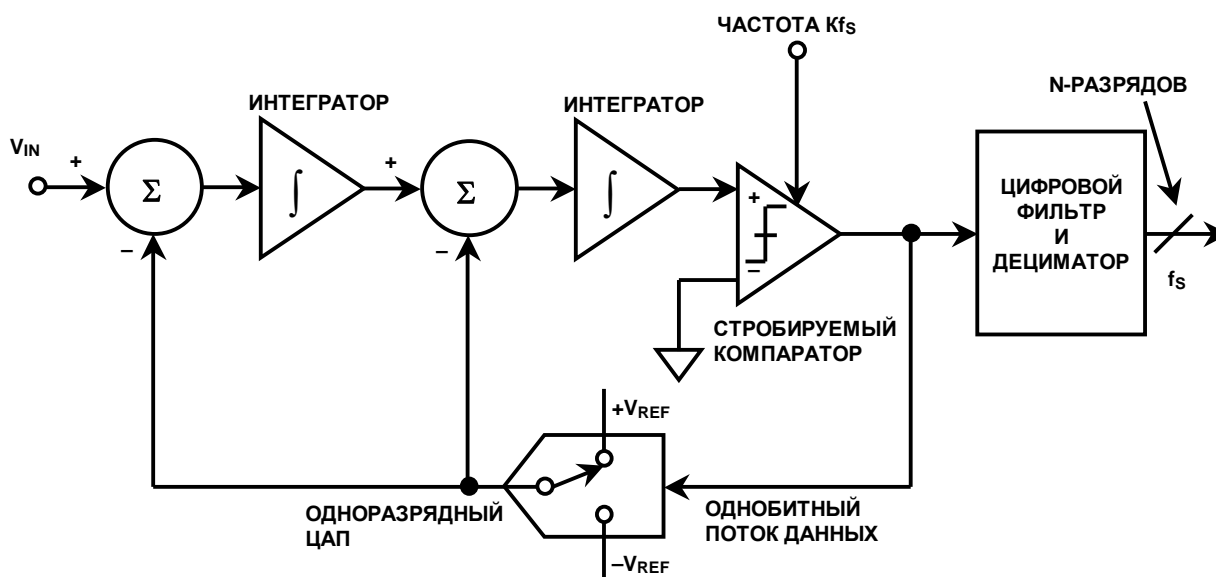 ЧАСТОТА Kfs
ИНТЕГРАТОР
ИНТЕГРАТОР
N-РАЗРЯДОВ
VIN
+
Σ
∫
+
Σ
∫
+
–
–
–
ЦИФРОВОЙ
ФИЛЬТР
И
ДЕЦИМАТОР
fS
СТРОБИРУЕМЫЙ
КОМПАРАТОР
+VREF
ОДНОРАЗРЯДНЫЙ
ЦАП
ОДНОБИТНЫЙ
ПОТОК ДАННЫХ
–VREF